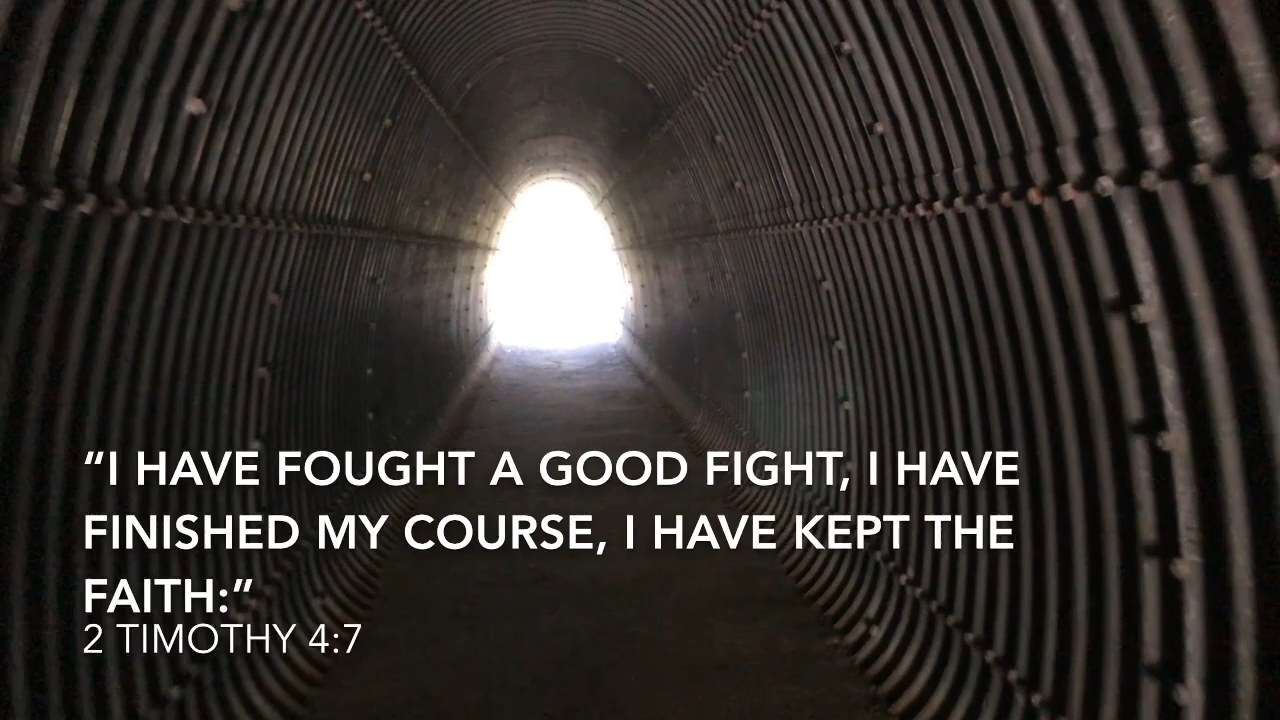 “I HAVE FOUGHT A GOOD FIGHT, I HAVE
FINISHED MY COURSE, I HAVE KEPT THE
FAITH:”
2 TIMOTHY 4:7